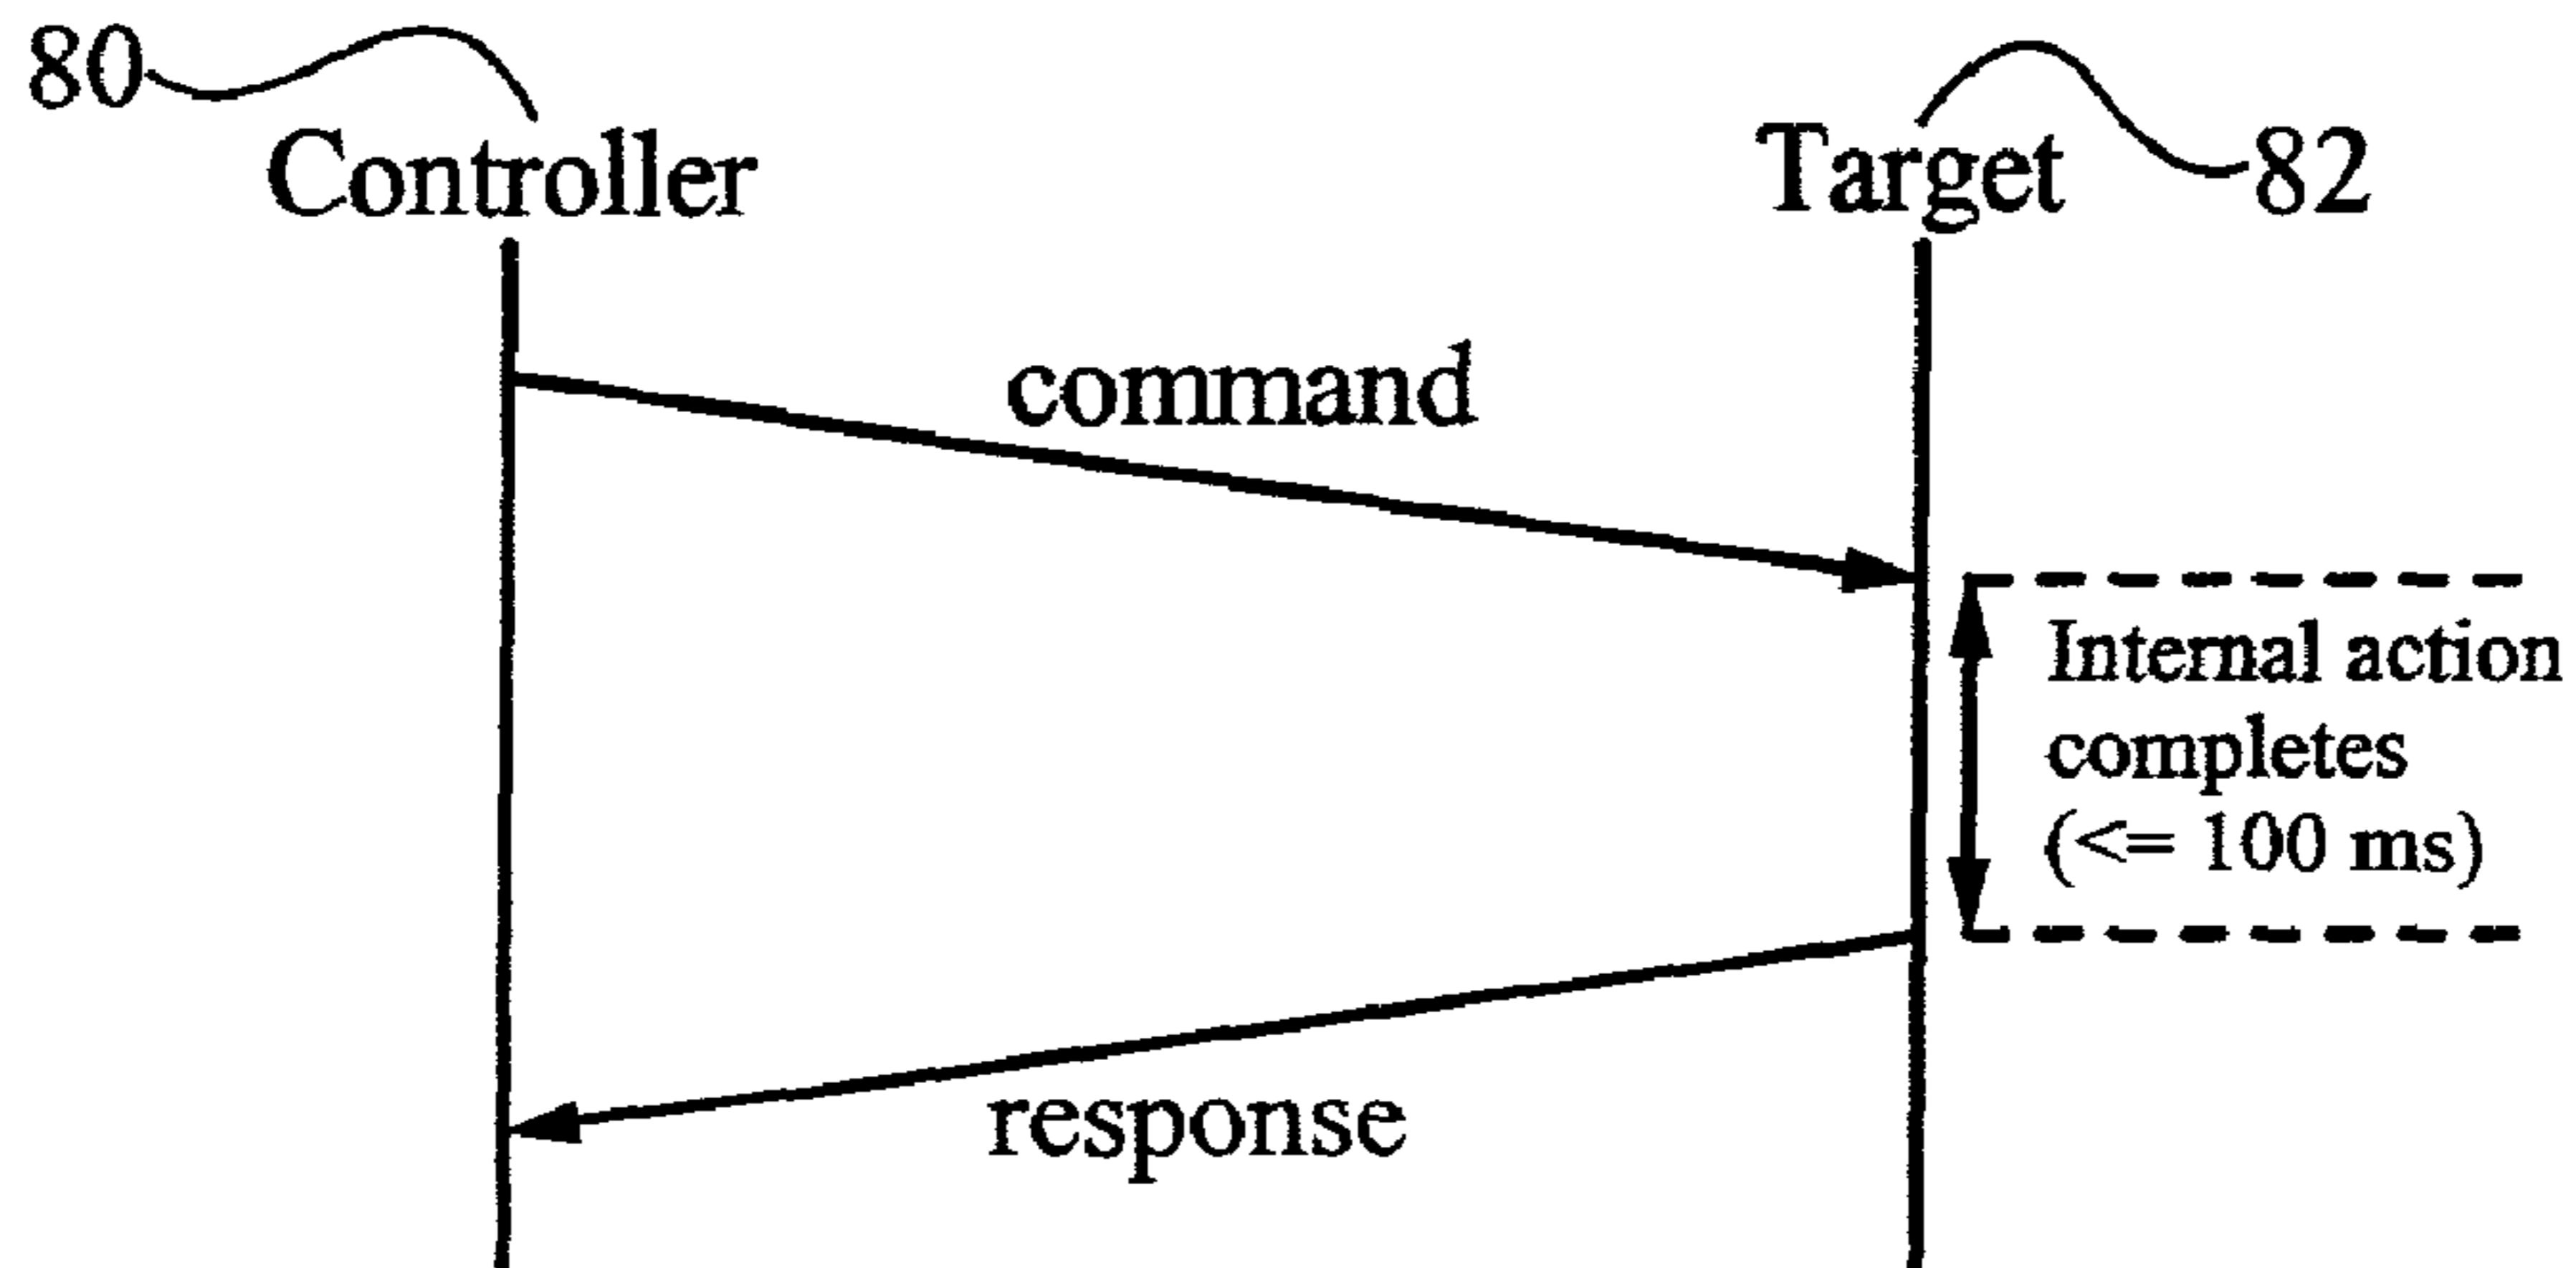 80
Controller
Target
82
command
Internal action
completes
(<= 100 ms)
response